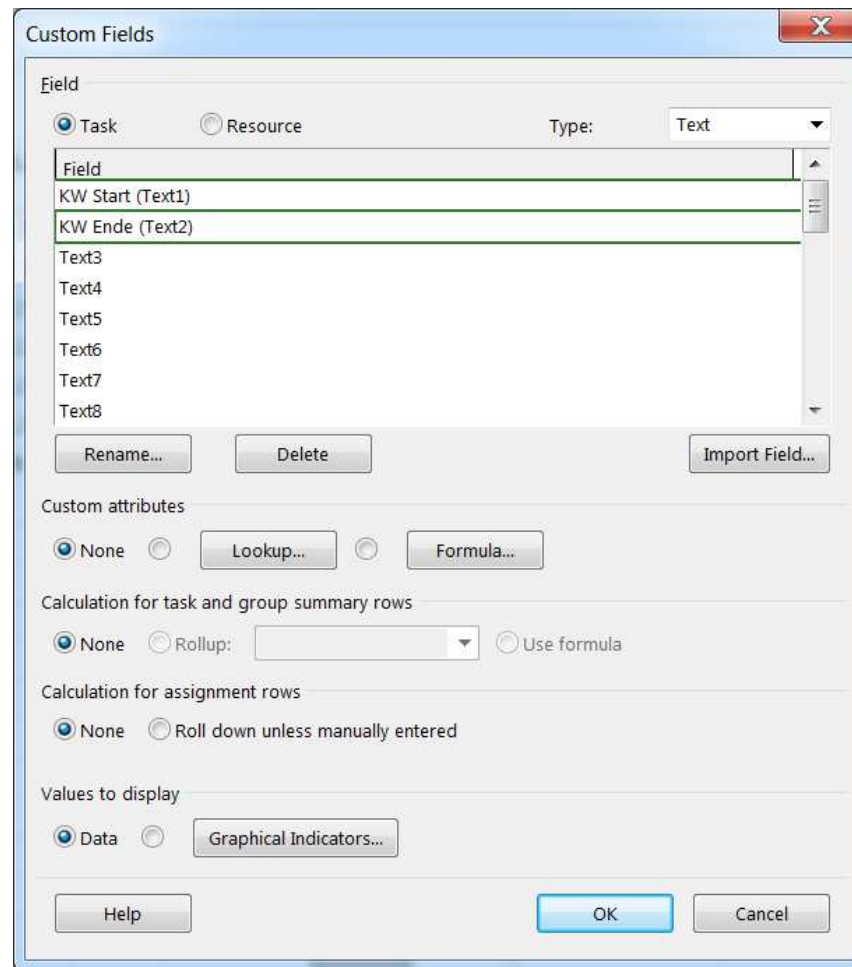 Custom Fields
Field
Task Resource Type: Text
Field
KW Start (Text1)
KW Ende (Text2)
Text3
Text4
Text5
Text6
Text7
Text8
Rename... Delete Import Field...
Custom attributes
None Lookup... Formula...
Calculation for task and group summary rows
None Rollup: Use formula
Calculation for assignment rows
None Roll down unless manually entered
Values to display
Data Graphical Indicators...
Help OK Cancel